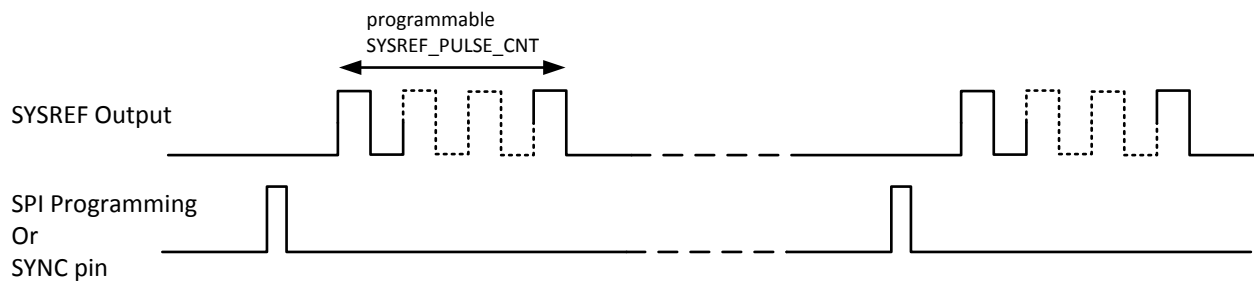 programmable
SYSREF_PULSE_CNT
SYSREF Output
SPI Programming
Or
SYNC pin